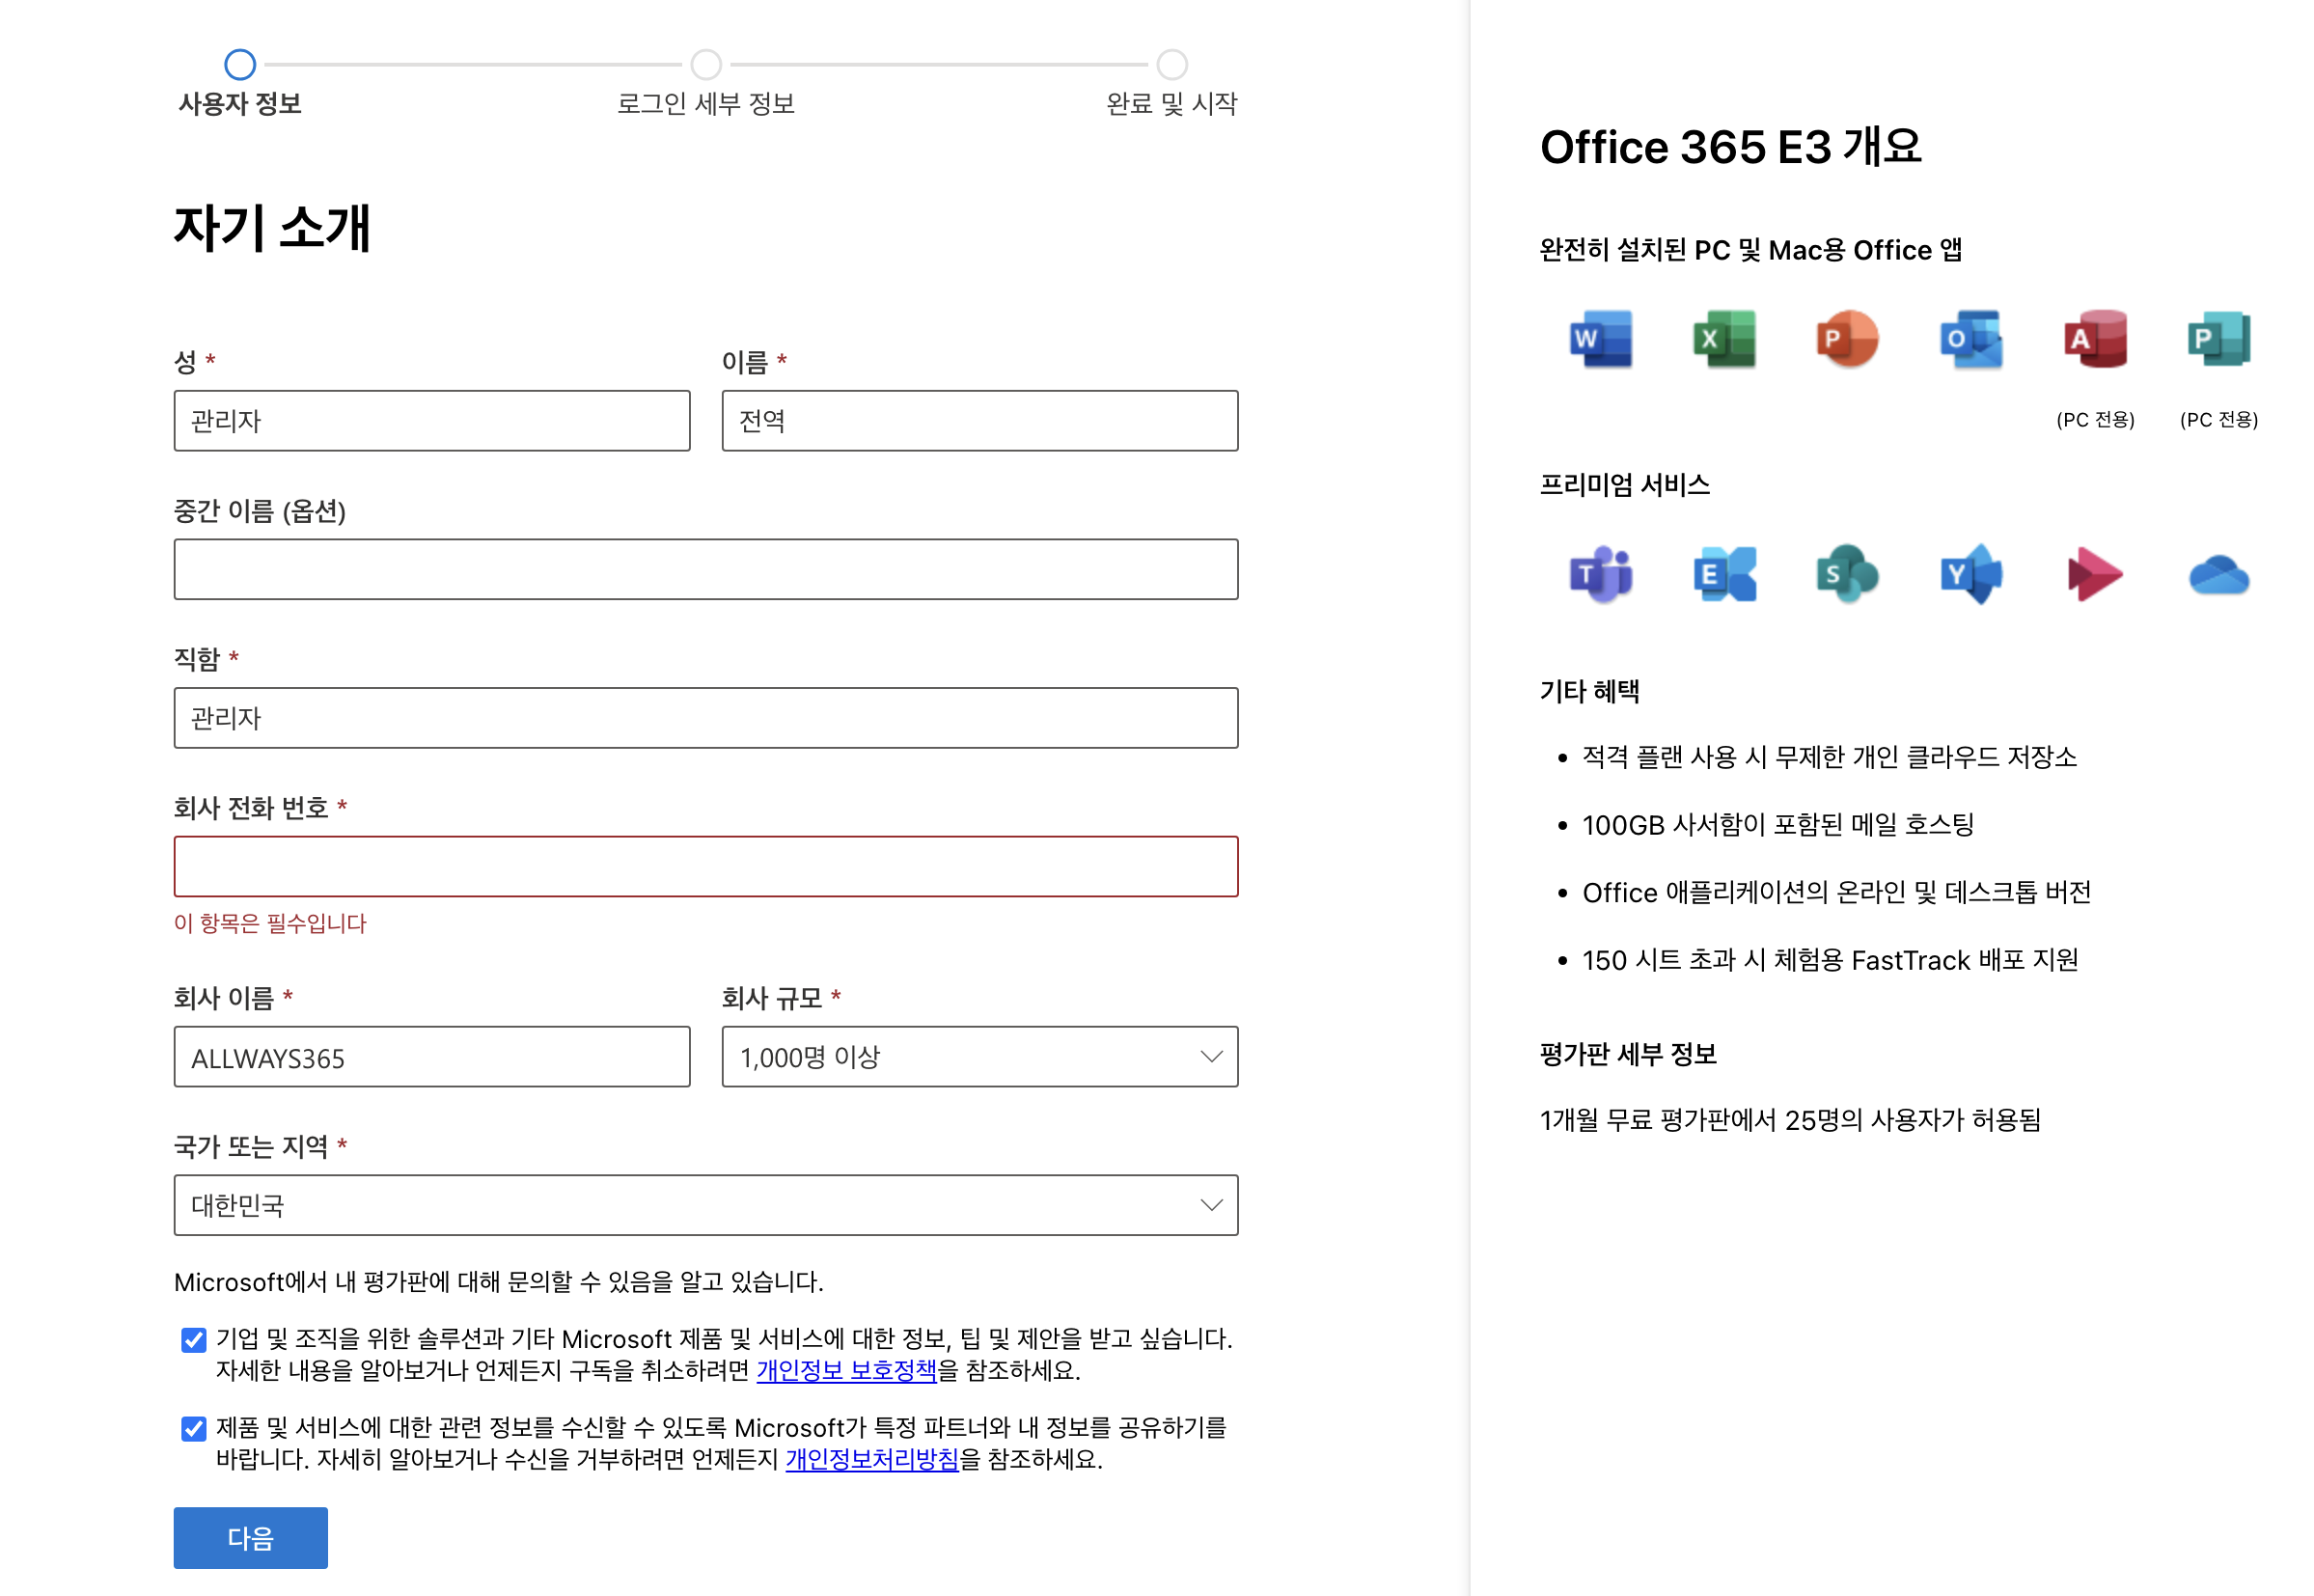 사용자 정보
로그인 세부 정보
완료 및 시작
자기 소개
성 *
이름 *
관리자
전역
중간 이름 (옵션)
직함 *
관리자
회사 전화 번호 *
이 항목은 필수입니다
회사 이름 *
회사 규모 *
ALLWAYS365
1,000명 이상
국가 또는 지역 *
대한민국
Microsoft에서 내 평가판에 대해 문의할 수 있음을 알고 있습니다.
기업 및 조직을 위한 솔루션과 기타 Microsoft 제품 및 서비스에 대한 정보, 팁 및 제안을 받고 싶습니다.
자세한 내용을 알아보거나 언제든지 구독을 취소하려면 개인정보 보호정책을 참조하세요.
제품 및 서비스에 대한 관련 정보를 수신할 수 있도록 Microsoft가 특정 파트너와 내 정보를 공유하기를
바랍니다. 자세히 알아보거나 수신을 거부하려면 언제든지 개인정보처리방침을 참조하세요.
다음
Office 365 E3 개요
완전히 설치된 PC 및 Mac용 Office 앱
W X P O A P
(PC 전용) (PC 전용)
프리미엄 서비스
T E S Y
기타 혜택
• 적격 플랜 사용 시 무제한 개인 클라우드 저장소
• 100GB 사서함이 포함된 메일 호스팅
• Office 애플리케이션의 온라인 및 데스크톱 버전
• 150 시트 초과 시 체험용 FastTrack 배포 지원
평가판 세부 정보
1개월 무료 평가판에서 25명의 사용자가 허용됨